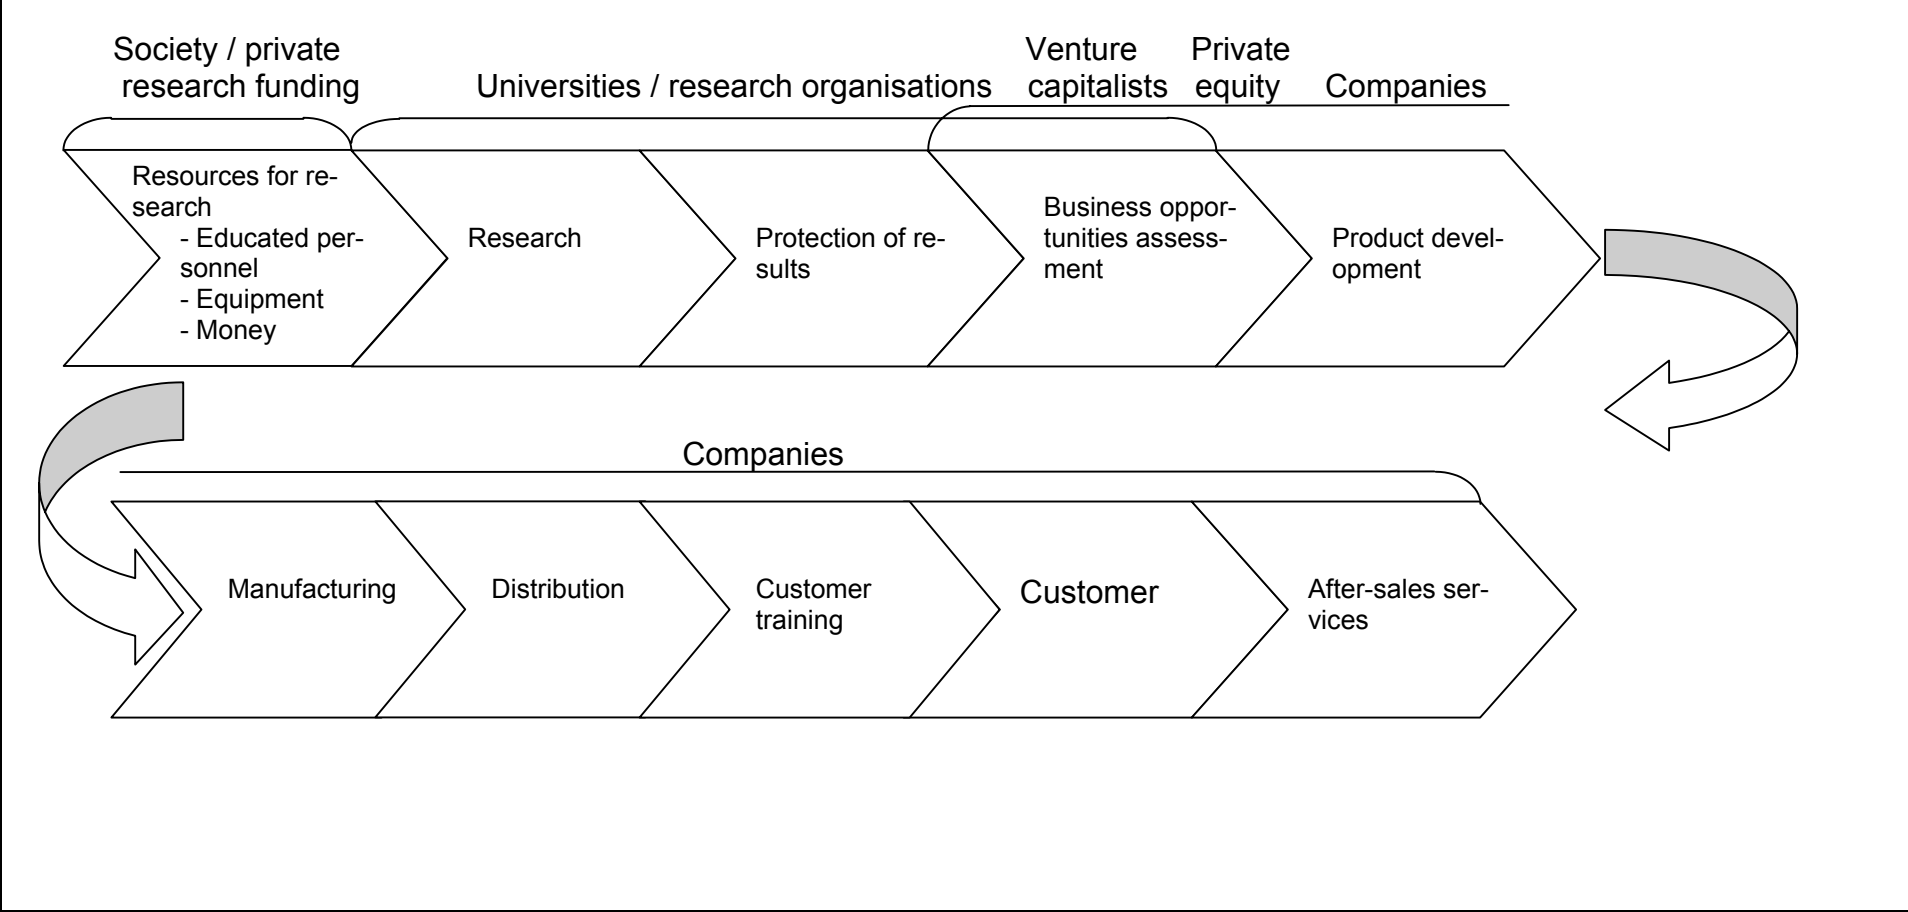 Society / private
research funding
Universities / research organisations
Venture
capitalists
Private
equity
Companies
Resources for re-
search
- Educated per-
sonnel
- Equipment
- Money
Research
Protection of re-
sults
Business oppor-
tunities assess-
ment
Product devel-
opment
Companies
Manufacturing
Distribution
Customer
training
Customer
After-sales ser-
vices